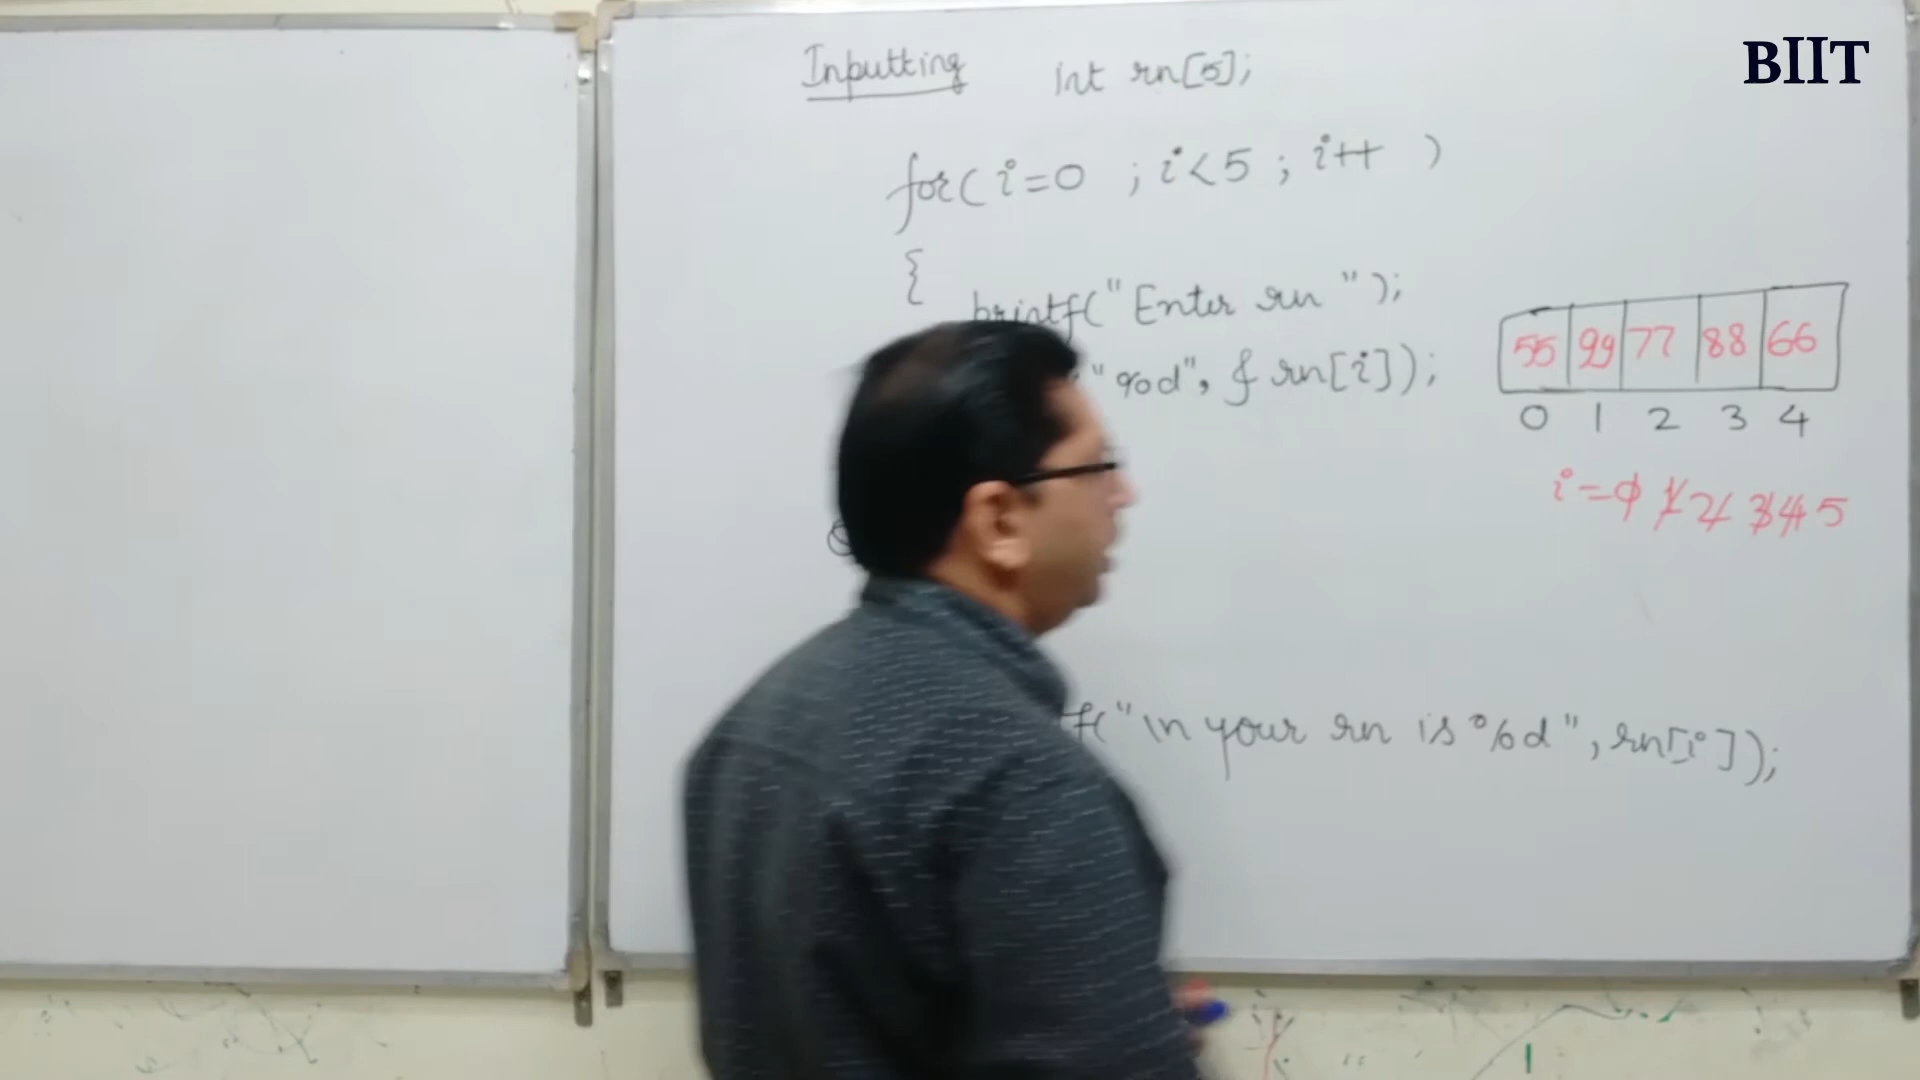 BIIT
Inputting int rn[5];
for( i=0 ; i<5 ; i++ )
{
printf("Enter rn ");
"%d", & rn[i]);
55 99 77 88 66
0 1 2 3 4
i=0 1 2 3 4 5
f("\n your rn is %d", rn[i]);